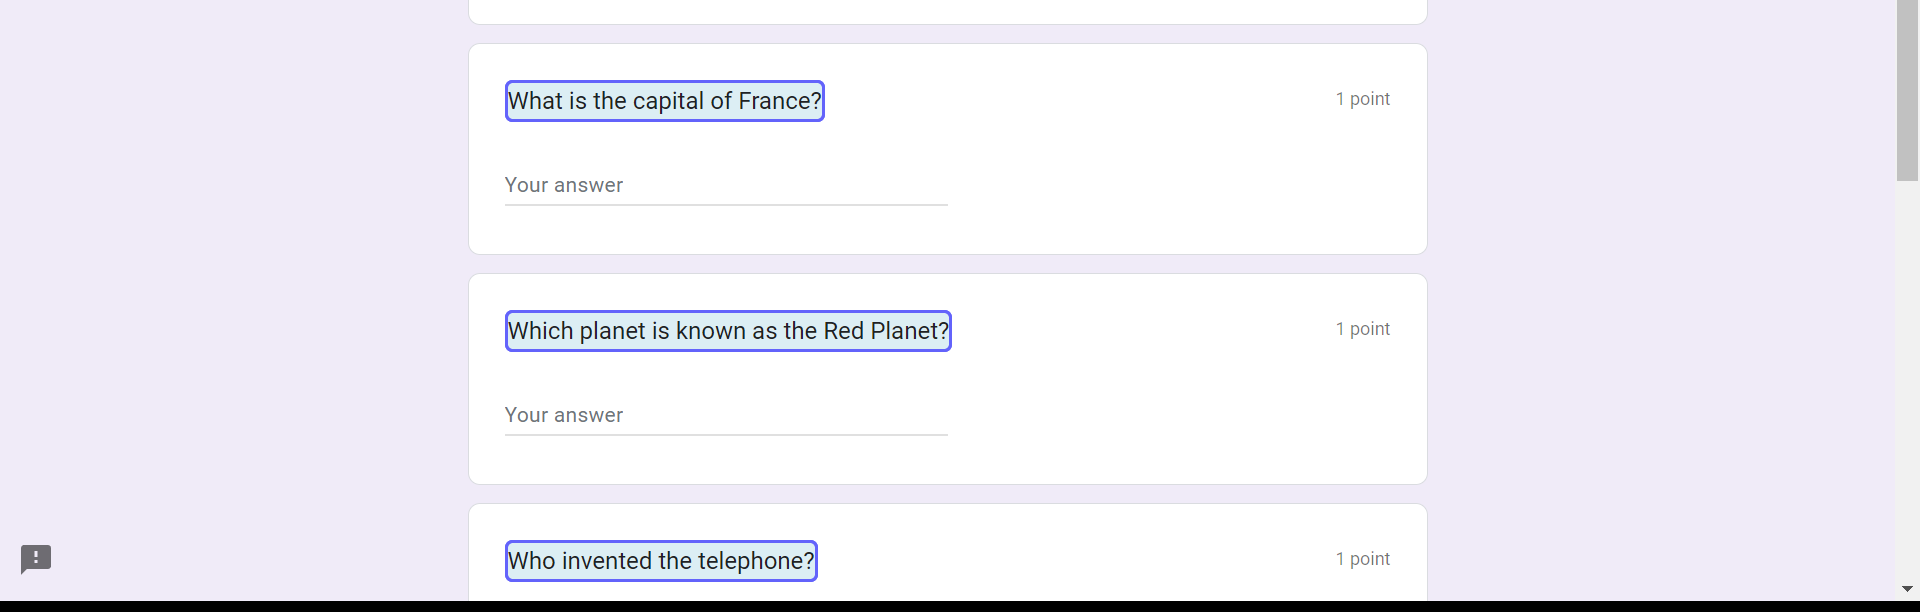 What is the capital of France?
1 point
Your answer
Which planet is known as the Red Planet?
1 point
Your answer
Who invented the telephone?
1 point